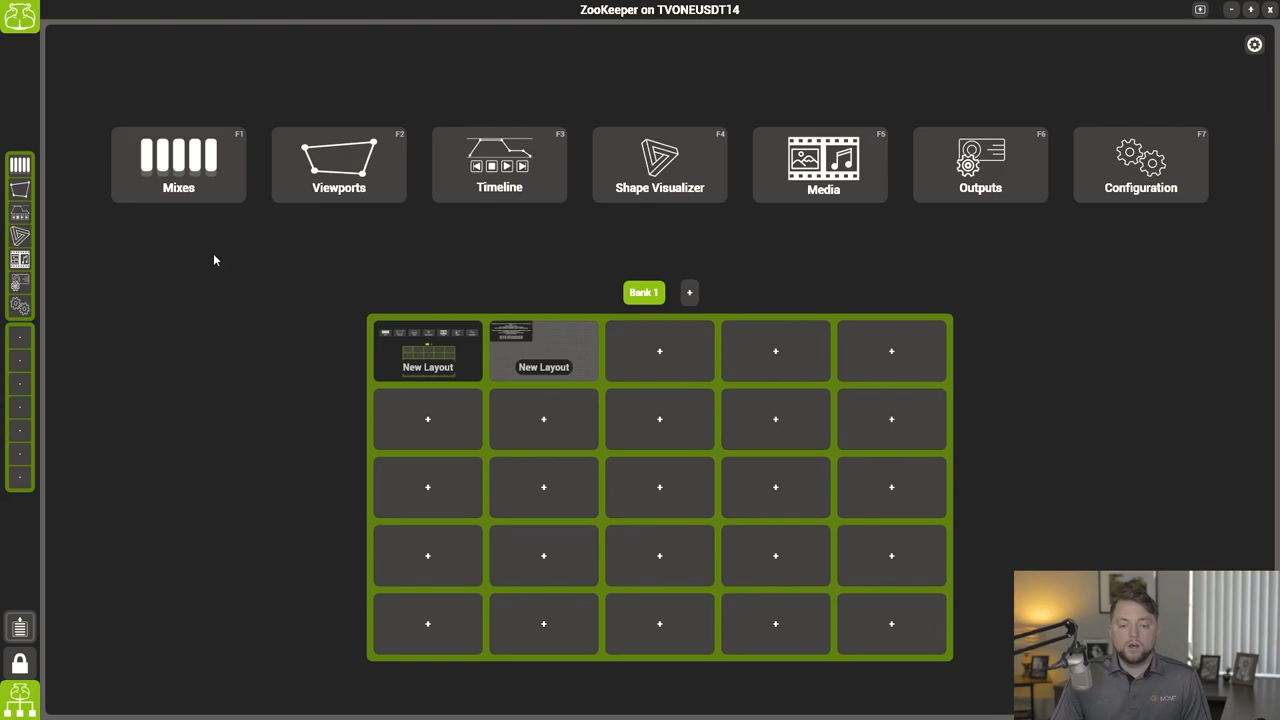 ZooKeeper on TVONEUSDT14
F1
Mixes
F2
Viewports
F3
Timeline
F4
Shape Visualizer
F5
Media
F6
Outputs
F7
Configuration
Bank 1
New Layout
New Layout